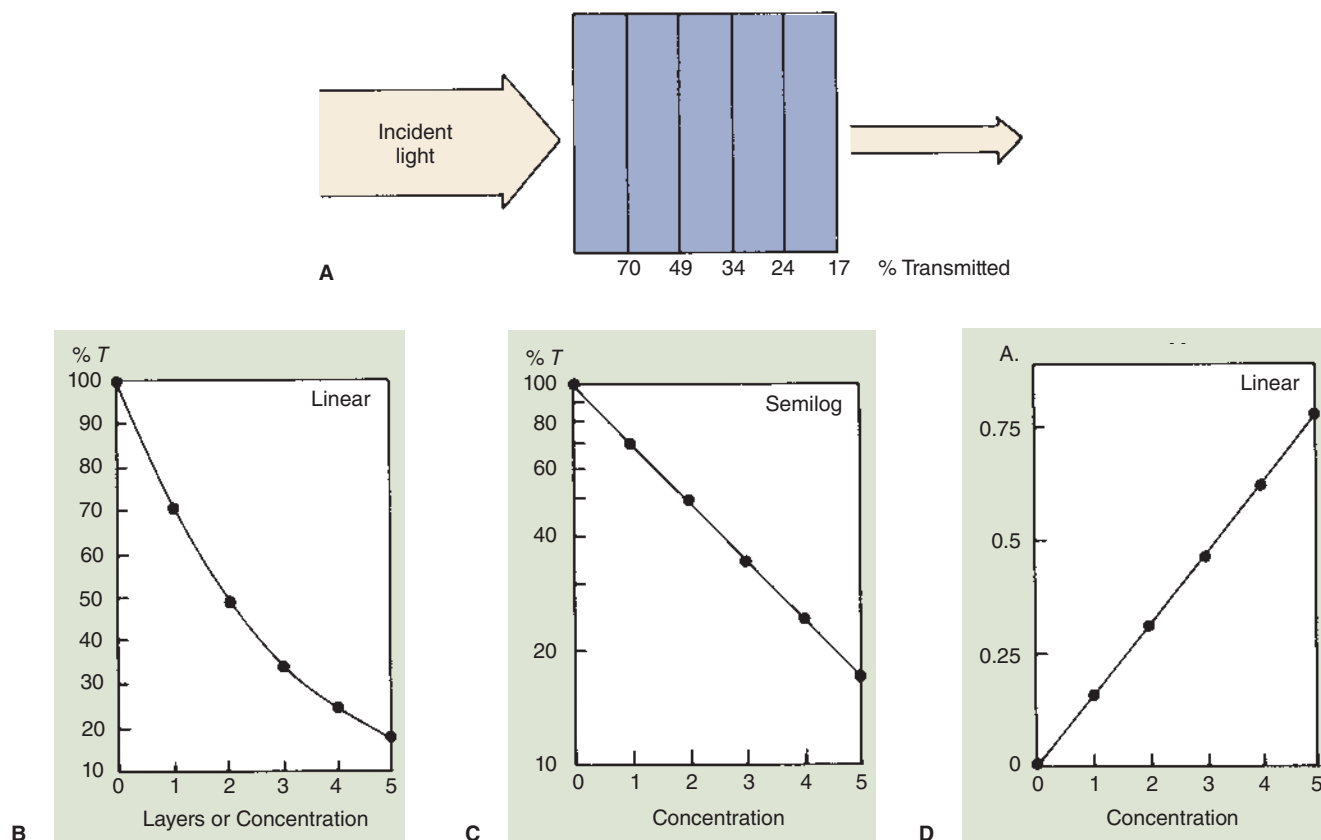 Incident
light
70 49 34 24 17 % Transmitted
A
% T
Linear
100
90
80
70
60
50
40
30
20
10
0 1 2 3 4 5
Layers or Concentration
B
% T
Semilog
100
80
60
40
20
10
0 1 2 3 4 5
Concentration
C
A.
Linear
0.75
0.5
0.25
0
0 1 2 3 4 5
Concentration
D